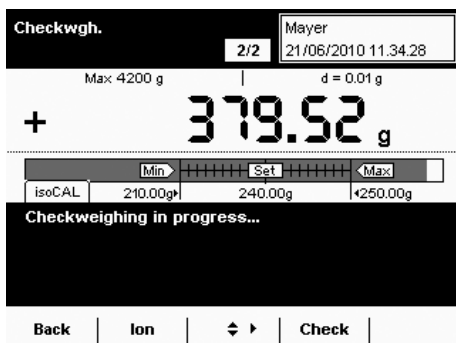 Checkwgh.
2/2
Mayer
21/06/2010 11.34.28
Max 4200 g
d = 0.01 g
+ 379.52 g
Min Set Max
isoCAL 210.00g 240.00g 250.00g
Checkweighing in progress...
Back Ion Check